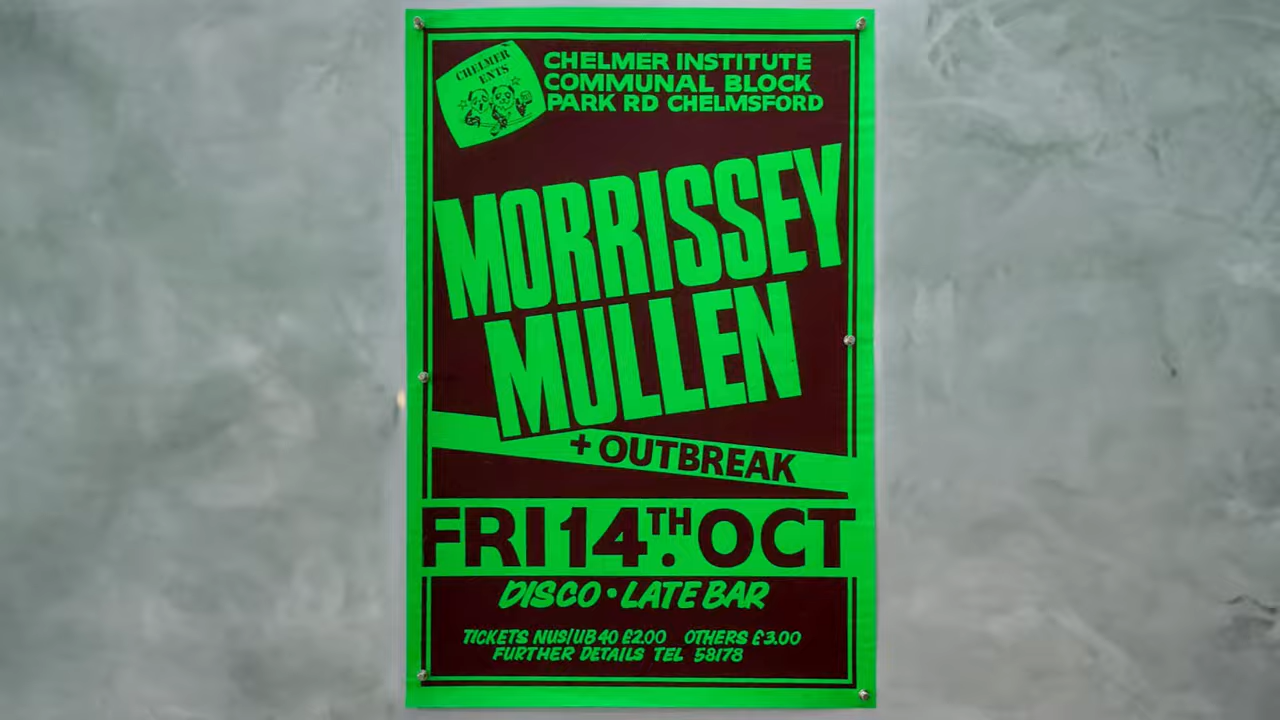 CHELMER
ENTS
CHELMER INSTITUTE
COMMUNAL BLOCK
PARK RD CHELMSFORD
MORRISSEY
MULLEN
+ OUTBREAK
FRI 14TH. OCT
DISCO • LATE BAR
TICKETS NUS/UB40 £2.00 OTHERS £3.00
FURTHER DETAILS TEL 58178